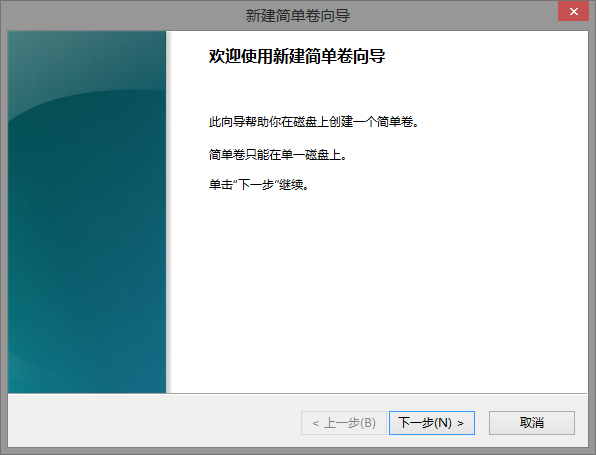 新建简单卷向导
欢迎使用新建简单卷向导
此向导帮助你在磁盘上创建一个简单卷。
简单卷只能在单一磁盘上。
单击"下一步"继续。
< 上一步(B)
下一步(N) >
取消